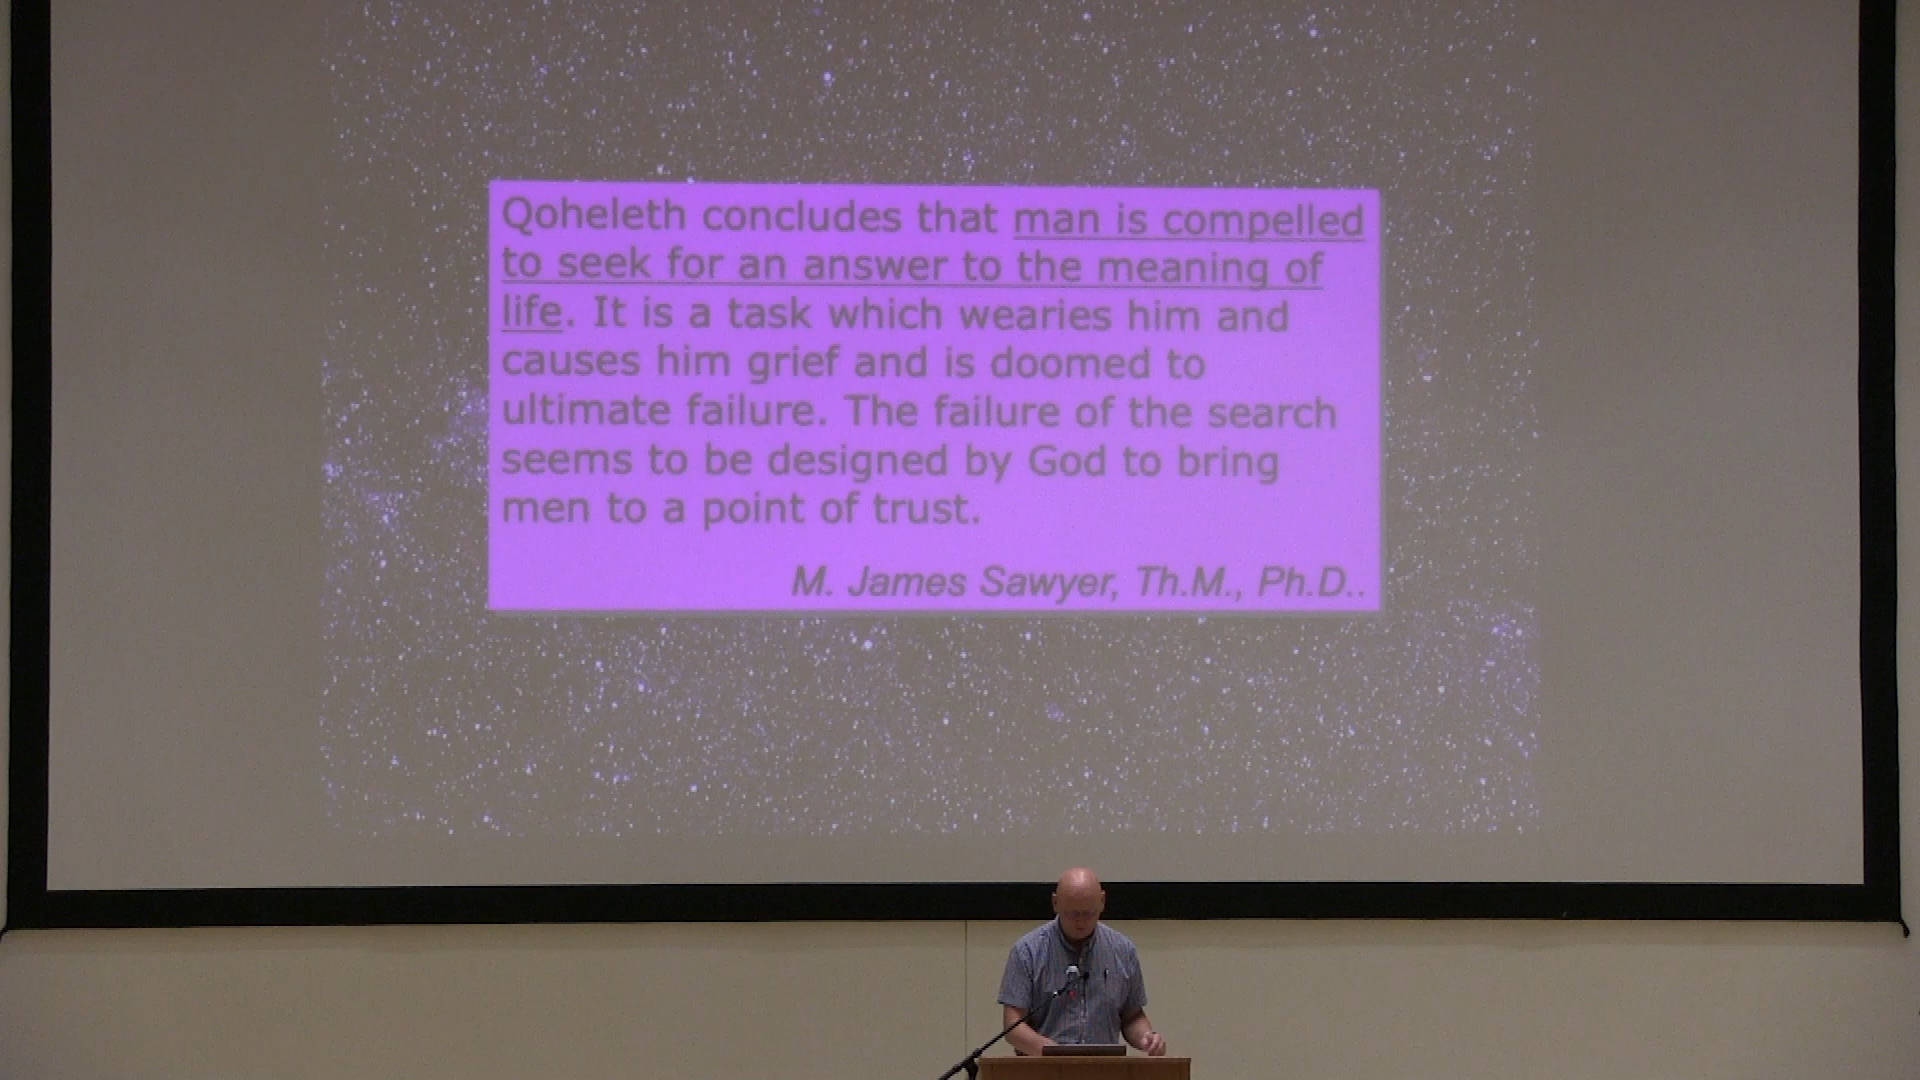 Qoheleth concludes that man is compelled
to seek for an answer to the meaning of
life. It is a task which wearies him and
causes him grief and is doomed to
ultimate failure. The failure of the search
seems to be designed by God to bring
men to a point of trust.
M. James Sawyer, Th.M., Ph.D..